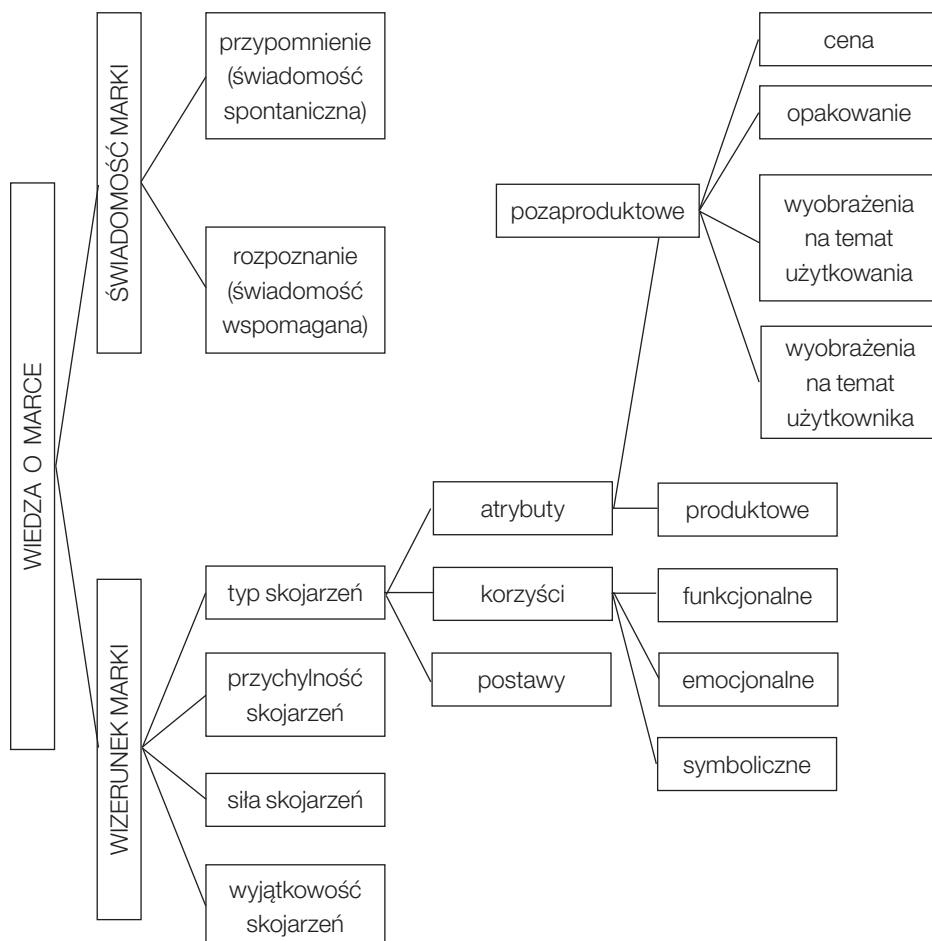 WIEDZA O MARCE
ŚWIADOMOŚĆ MARKI
przypomnienie
(świadomość
spontaniczna)
rozpoznanie
(świadomość
wspomagana)
WIZERUNEK MARKI
typ skojarzeń
przychylność
skojarzeń
siła skojarzeń
wyjątkowość
skojarzeń
atrybuty
korzyści
postawy
pozaproduktowe
cena
opakowanie
wyobrażenia
na temat
użytkowania
wyobrażenia
na temat
użytkownika
produktowe
funkcjonalne
emocjonalne
symboliczne